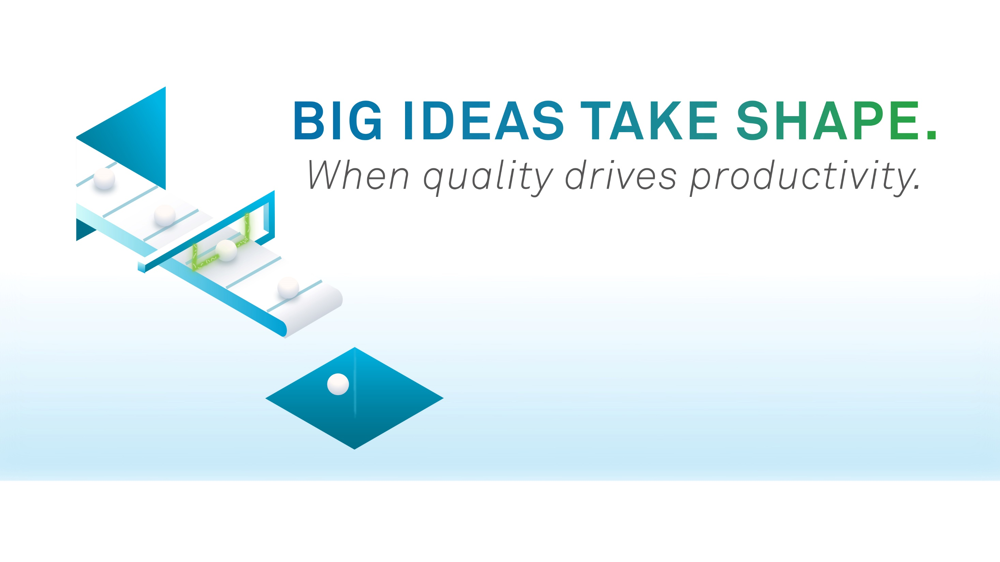 BIG IDEAS TAKE SHAPE.
When quality drives productivity.